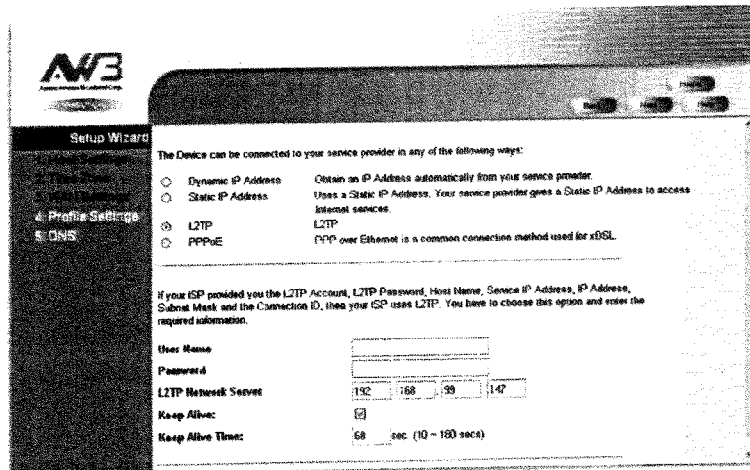 AW3
Setup Wizard
4. Profile Settings
5. DNS
The Device can be connected to your service provider in any of the following ways:
Dynamic IP Address Obtain an IP Address automatically from your service provider.
Static IP Address Uses a Static IP Address. Your service provider gives a Static IP Address to access
Internet services.
L2TP L2TP
PPPoE PPP over Ethernet is a common connection method used for xDSL.
If your ISP provided you the L2TP Account, L2TP Password, Host Name, Service IP Address, IP Address,
Subnet Mask and the Connection ID, then your ISP uses L2TP. You have to choose this option and enter the
required information.
User Name
Password
L2TP Network Server 192 168 99 147
Keep Alive:
Keep Alive Time: 60 sec. (10 ~ 180 secs)